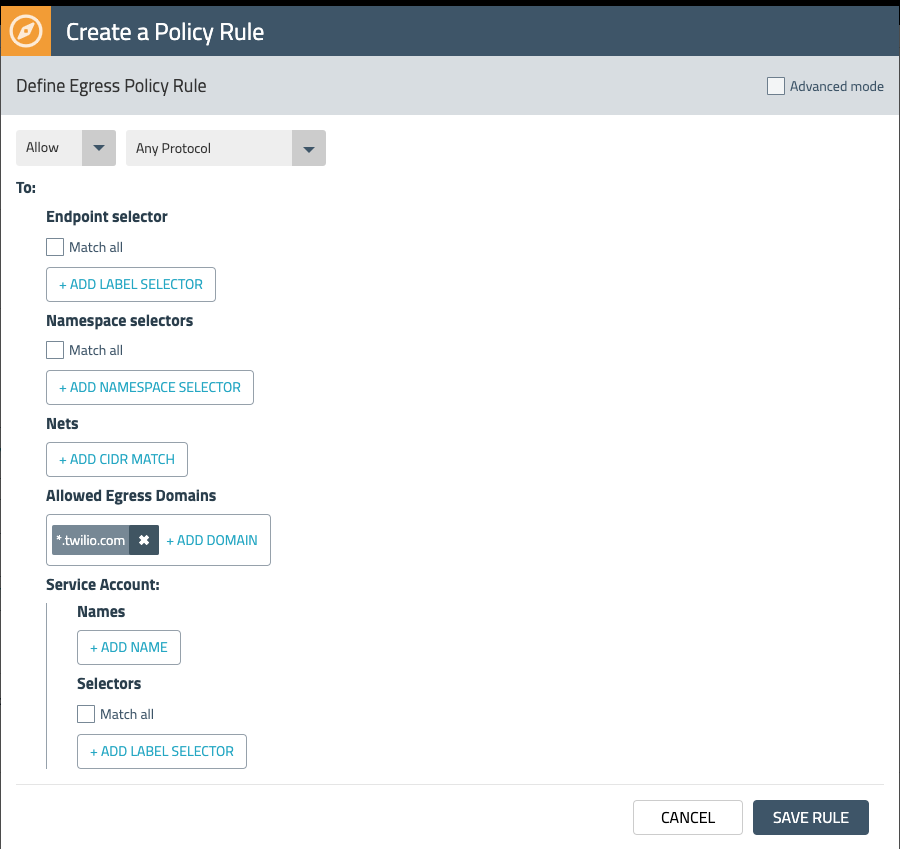 Create a Policy Rule
Define Egress Policy Rule
Advanced mode
Allow
Any Protocol
To:
Endpoint selector
Match all
+ ADD LABEL SELECTOR
Namespace selectors
Match all
+ ADD NAMESPACE SELECTOR
Nets
+ ADD CIDR MATCH
Allowed Egress Domains
*.twilio.com ✖ + ADD DOMAIN
Service Account:
Names
+ ADD NAME
Selectors
Match all
+ ADD LABEL SELECTOR
CANCEL
SAVE RULE